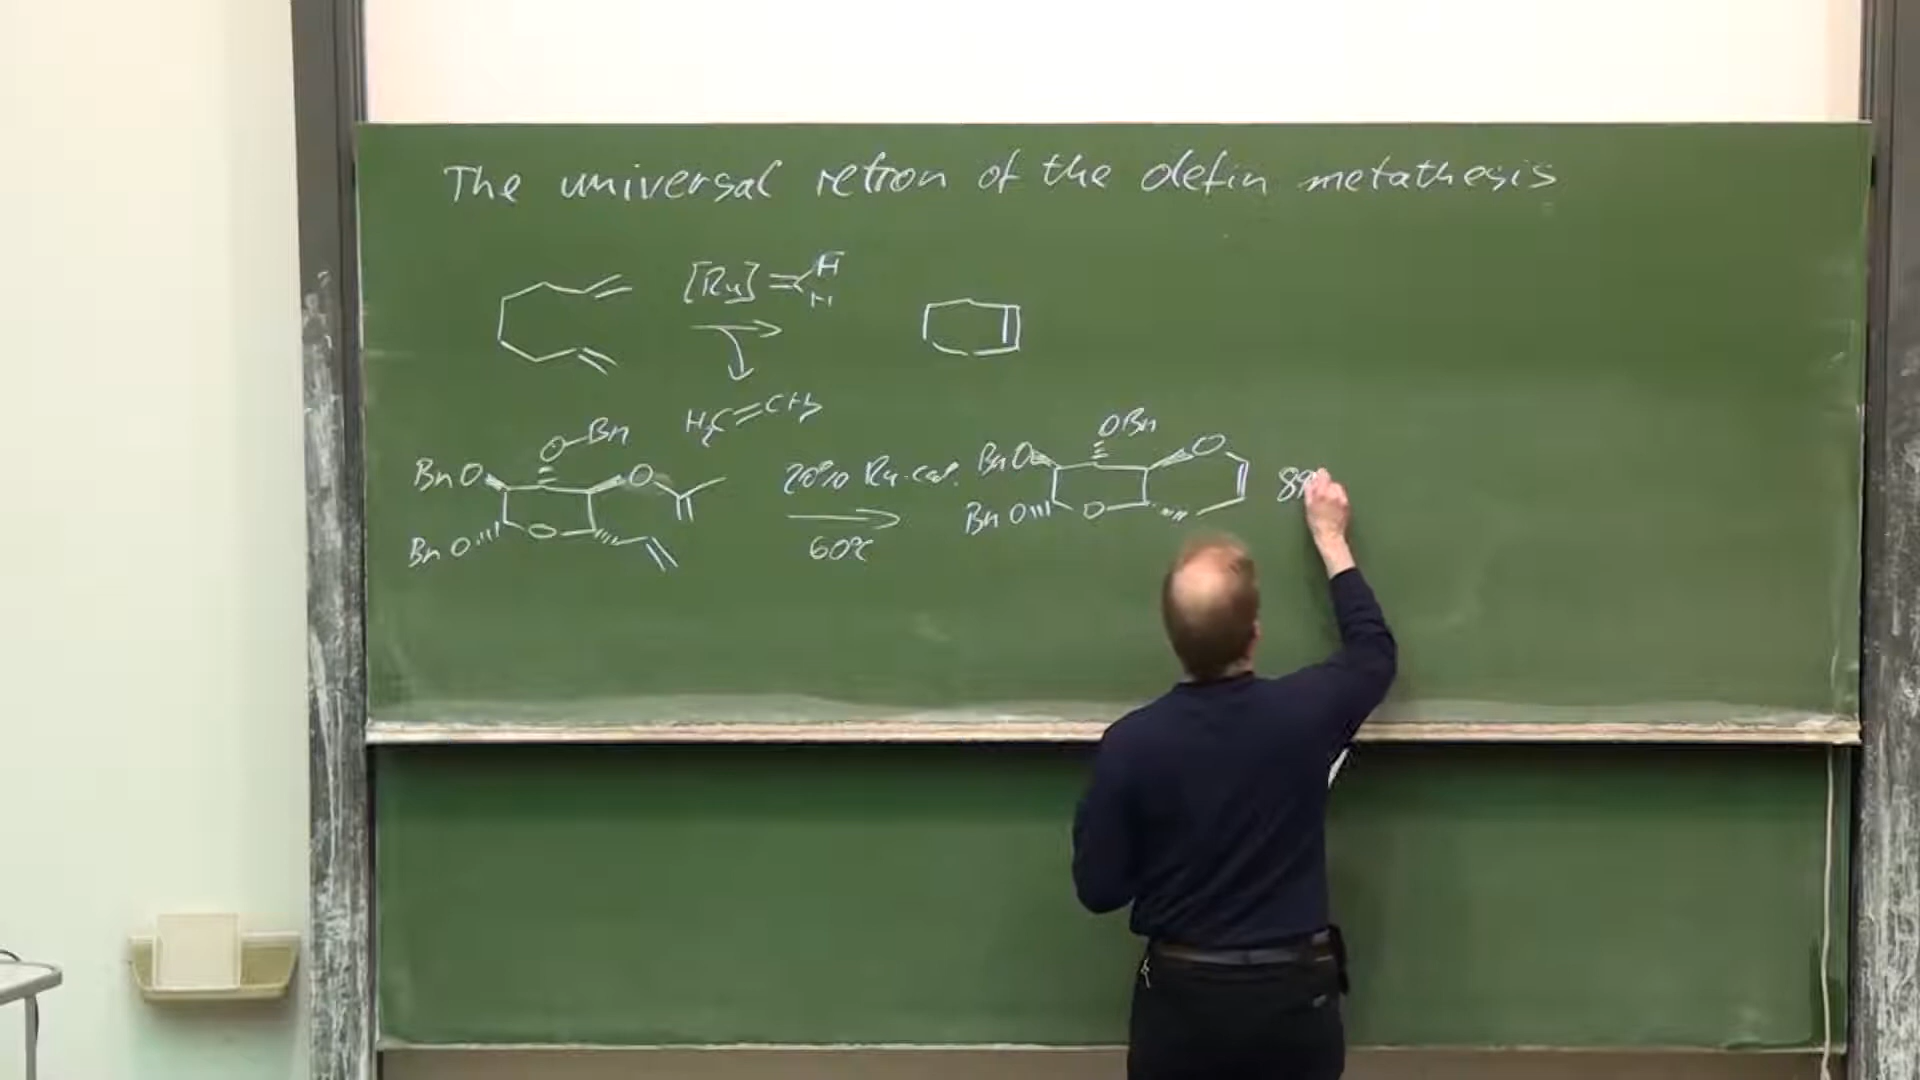 The universal retron of the olefin metathesis
[Ru] = H
H
H₂C=CH₂
O-Bn
BnO
O
BnO
O
20% Ru-cat.
60°C
OBn
BnO
O
BnO
O